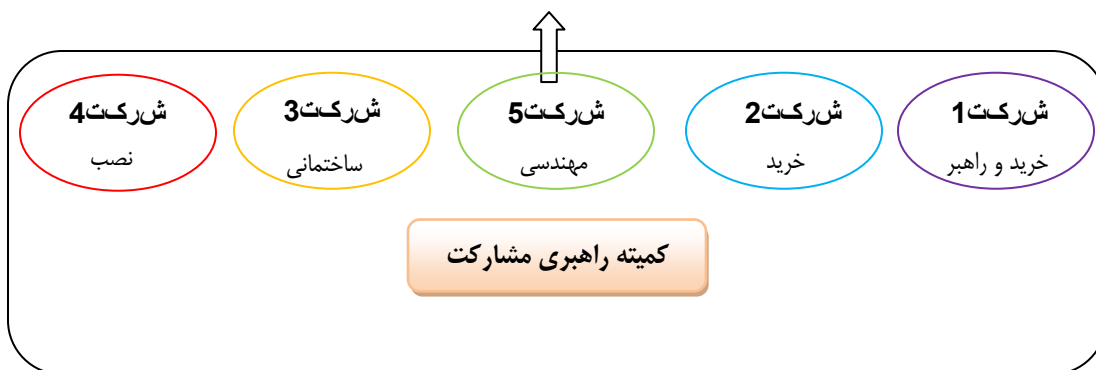 شرکت1
خرید و راهبر
شرکت2
خرید
شرکت5
مهندسی
شرکت3
ساختمانی
شرکت4
نصب
کمیته راهبری مشارکت